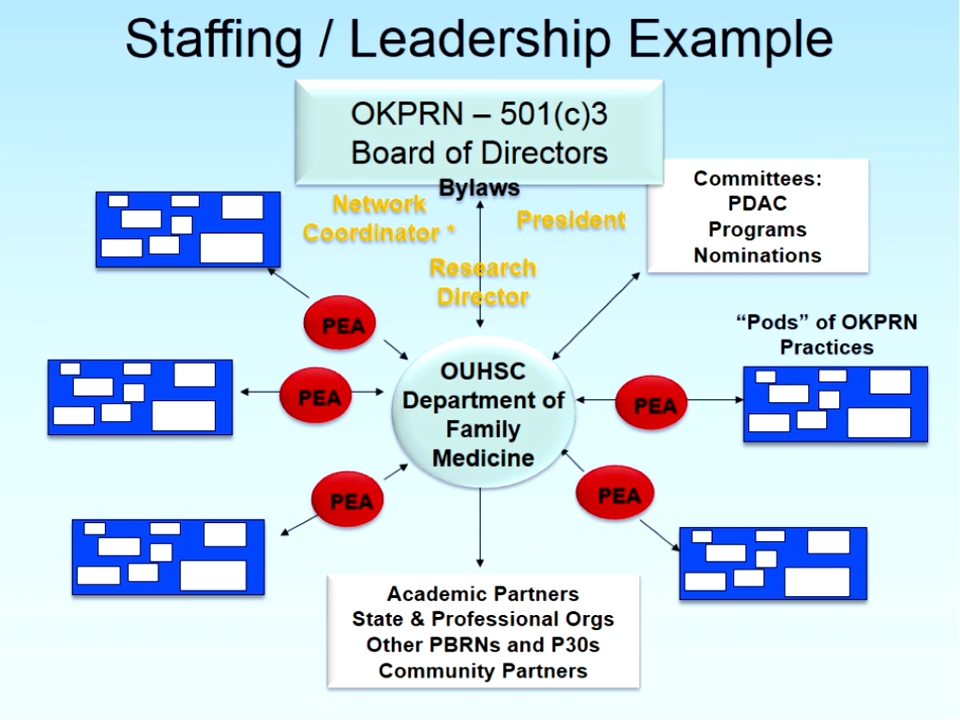 Staffing / Leadership Example
OKPRN – 501(c)3
Board of Directors
Bylaws
Committees:
PDAC
Programs
Nominations
Network
Coordinator *
President
Research
Director
PEA
“Pods” of OKPRN
Practices
OUHSC
Department of
Family
Medicine
PEA
PEA
PEA
PEA
Academic Partners
State & Professional Orgs
Other PBRNs and P30s
Community Partners